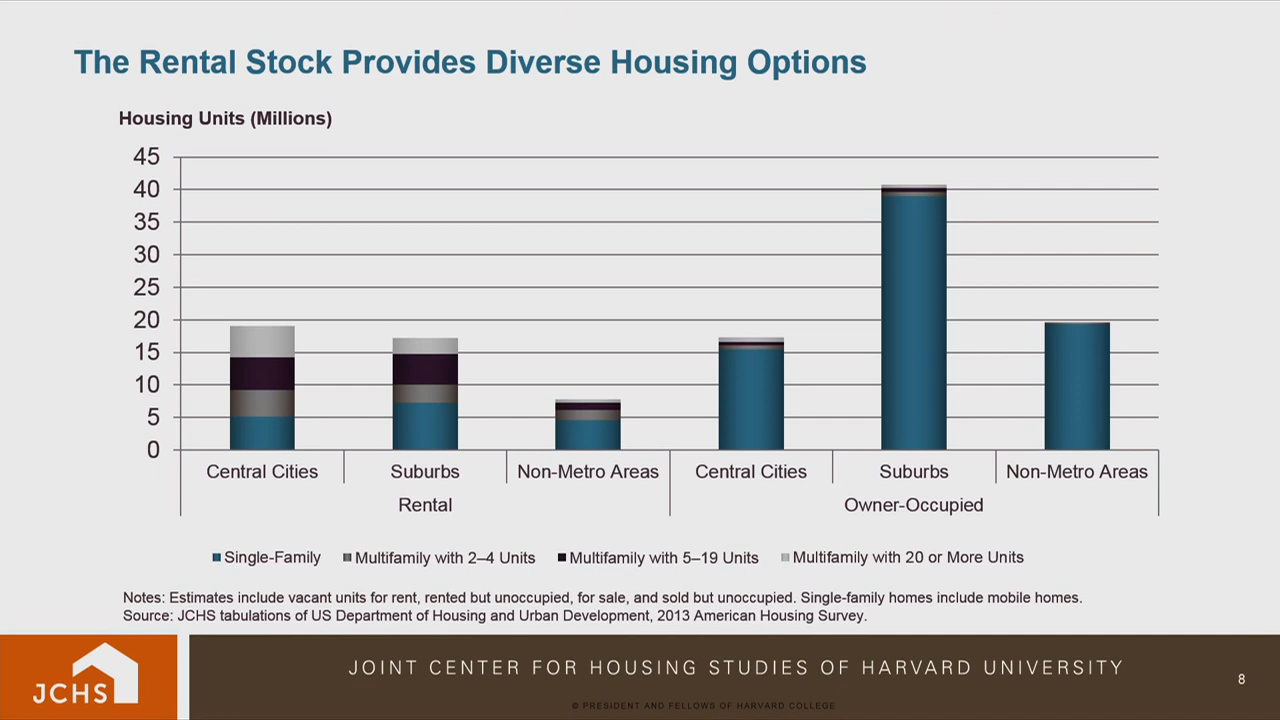 The Rental Stock Provides Diverse Housing Options
Housing Units (Millions)
45
40
35
30
25
20
15
10
5
0
Central Cities
Suburbs
Non-Metro Areas
Central Cities
Suburbs
Non-Metro Areas
Rental
Owner-Occupied
Single-Family
Multifamily with 2–4 Units
Multifamily with 5–19 Units
Multifamily with 20 or More Units
Notes: Estimates include vacant units for rent, rented but unoccupied, for sale, and sold but unoccupied. Single-family homes include mobile homes.
Source: JCHS tabulations of US Department of Housing and Urban Development, 2013 American Housing Survey.
JCHS
JOINT CENTER FOR HOUSING STUDIES OF HARVARD UNIVERSITY
8
© PRESIDENT AND FELLOWS OF HARVARD COLLEGE